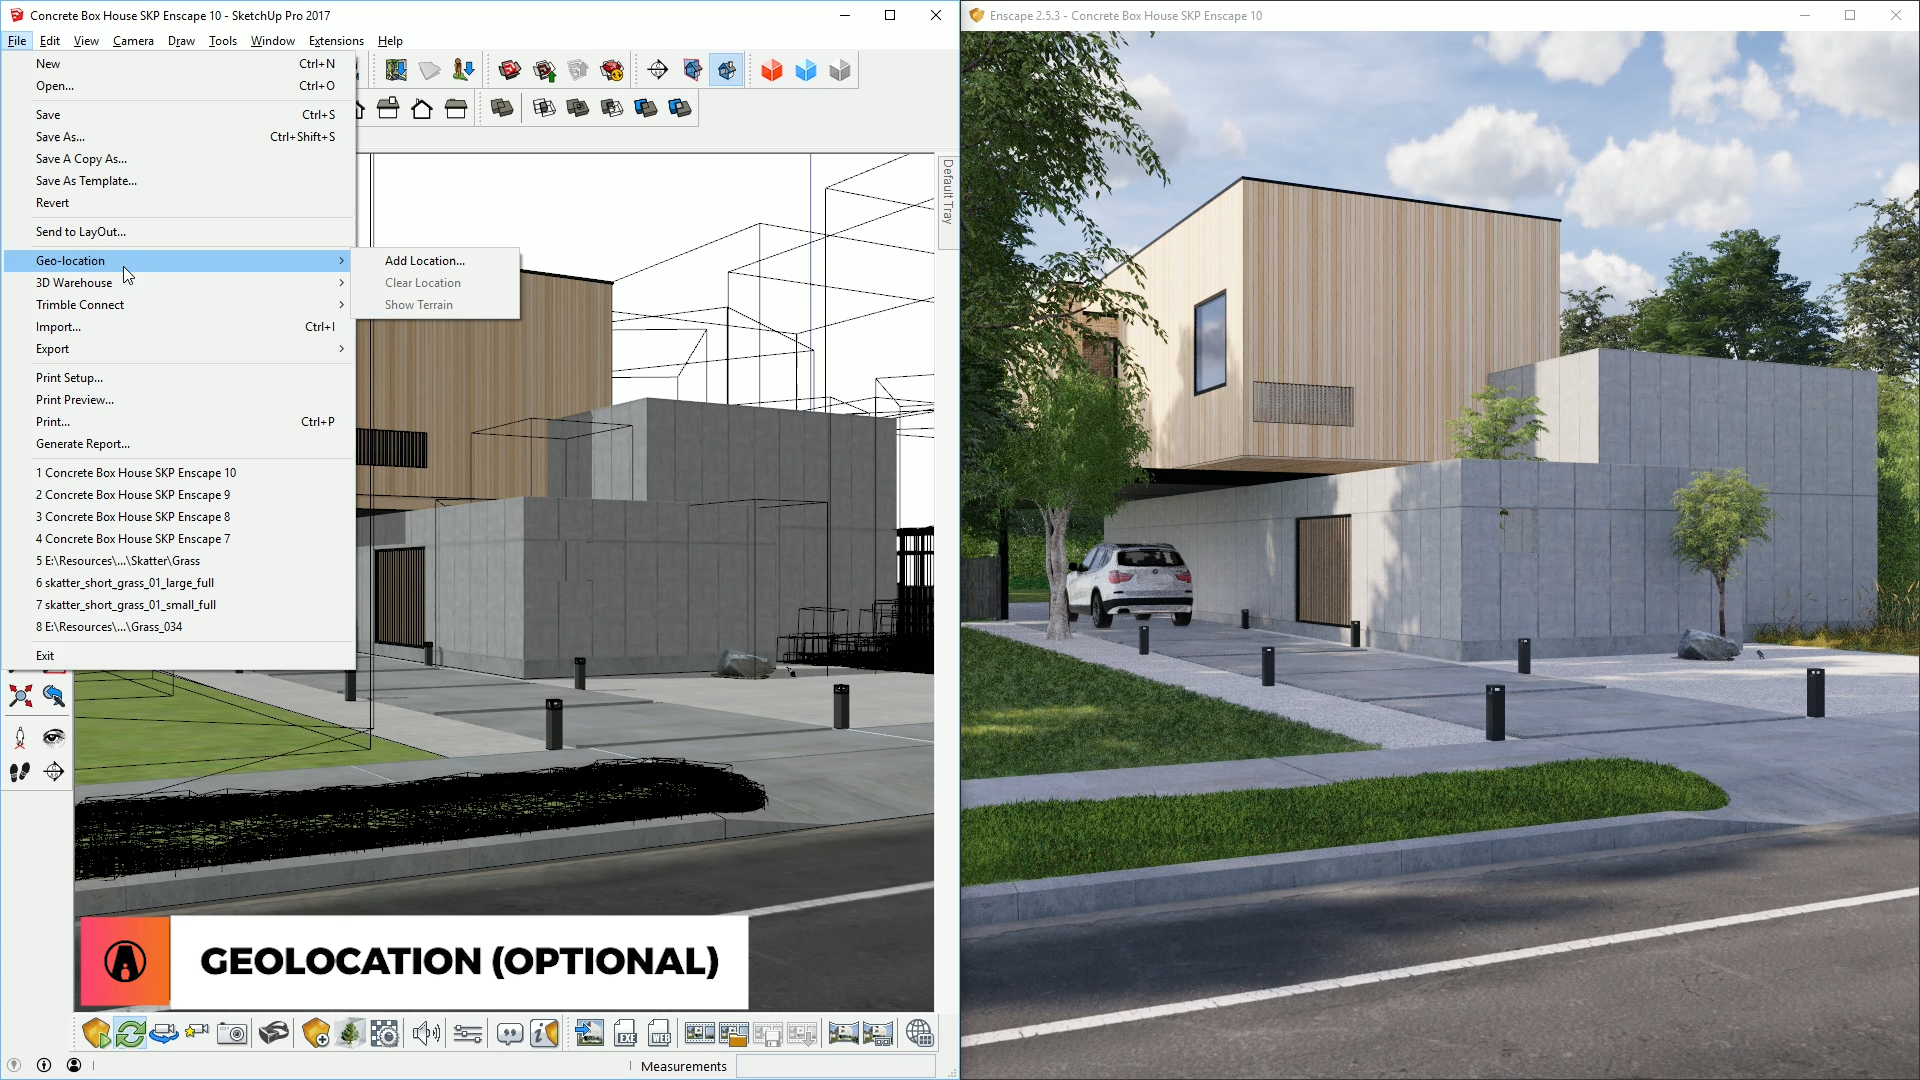 Concrete Box House SKP Enscape 10 - SketchUp Pro 2017
Enscape 2.5.3 - Concrete Box House SKP Enscape 10
File Edit View Camera Draw Tools Window Extensions Help
New Ctrl+N
Open... Ctrl+O
Save Ctrl+S
Save As... Ctrl+Shift+S
Save A Copy As...
Save As Template...
Revert
Send to LayOut...
Geo-location
3D Warehouse
Trimble Connect
Import... Ctrl+I
Export
Print Setup...
Print Preview...
Print... Ctrl+P
Generate Report...
1 Concrete Box House SKP Enscape 10
2 Concrete Box House SKP Enscape 9
3 Concrete Box House SKP Enscape 8
4 Concrete Box House SKP Enscape 7
5 E:\Resources\...\Skatter\Grass
6 skatter_short_grass_01_large_full
7 skatter_short_grass_01_small_full
8 E:\Resources\...\Grass_034
Exit
Add Location...
Clear Location
Show Terrain
Default Tray
GEOLOCATION (OPTIONAL)
EXE
WEB
Measurements